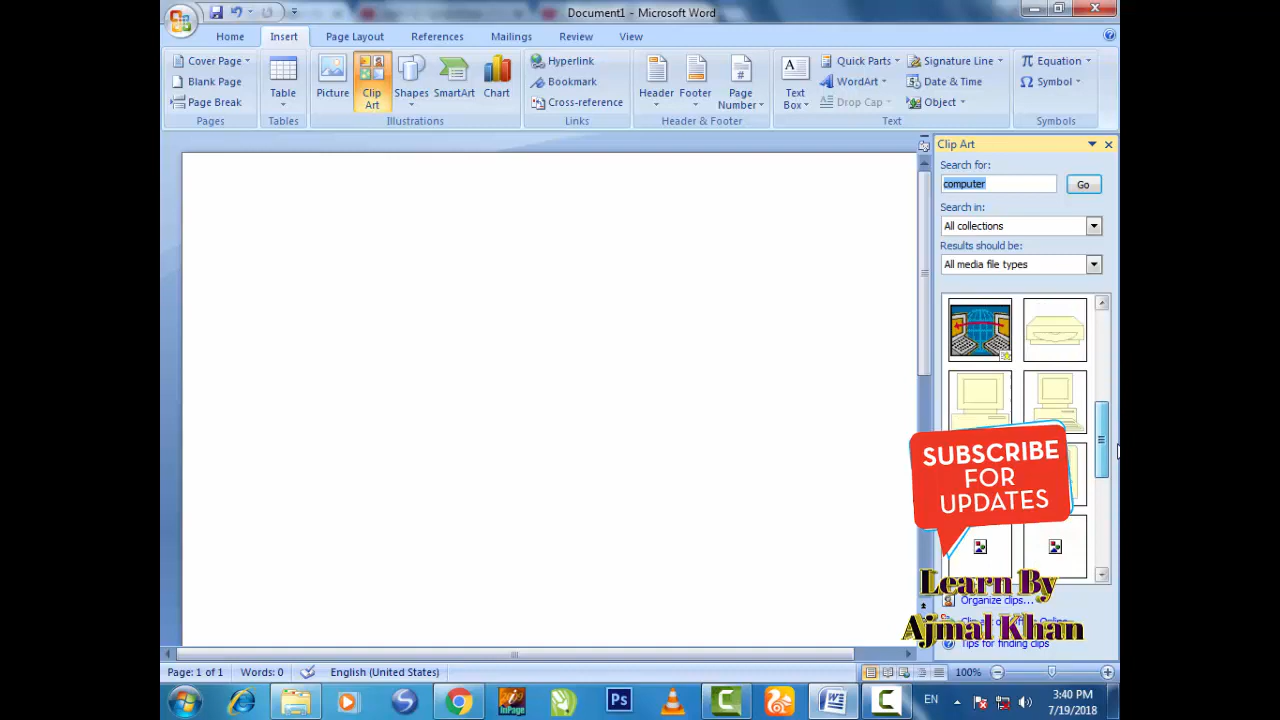 Document1 - Microsoft Word
Home Insert Page Layout References Mailings Review View
Cover Page
Blank Page
Page Break
Pages
Table
Tables
Picture
Clip Art
Shapes
SmartArt
Chart
Illustrations
Hyperlink
Bookmark
Cross-reference
Links
Header
Footer
Page Number
Header & Footer
Text Box
Quick Parts
WordArt
Drop Cap
Signature Line
Date & Time
Object
Text
Equation
Symbol
Symbols
Clip Art
Search for:
computer
Go
Search in:
All collections
Results should be:
All media file types
SUBSCRIBE
FOR
UPDATES
Organize clips...
Learn By
Ajmal Khan
Tips for finding clips
Page: 1 of 1 Words: 0 English (United States) 100%
Ps
EN
3:40 PM
7/19/2018